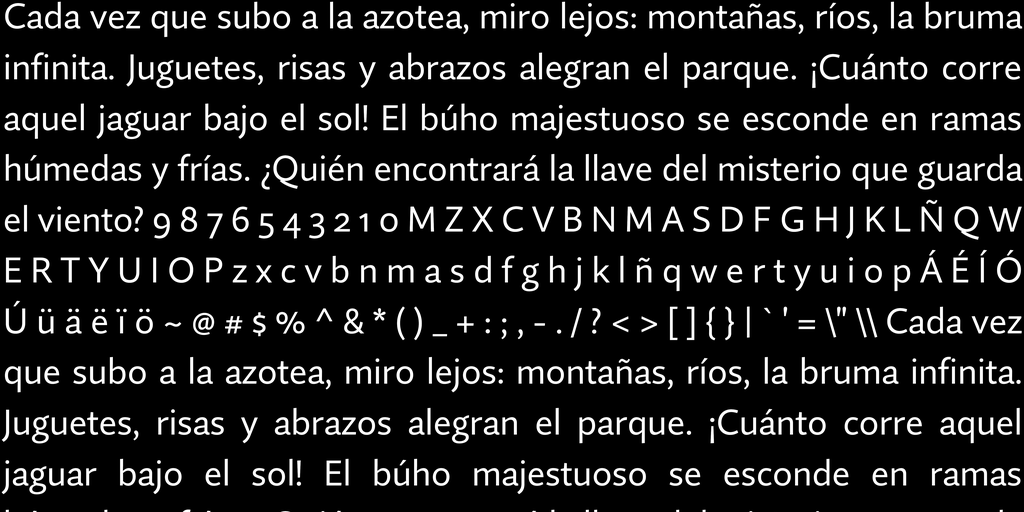 Cada vez que subo a la azotea, miro lejos: montañas, ríos, la bruma
infinita. Juguetes, risas y abrazos alegran el parque. ¡Cuánto corre
aquel jaguar bajo el sol! El búho majestuoso se esconde en ramas
húmedas y frías. ¿Quién encontrará la llave del misterio que guarda
el viento? 9 8 7 6 5 4 3 2 1 0 M Z X C V B N M A S D F G H J K L Ñ Q W
E R T Y U I O P z x c v b n m a s d f g h j k l ñ q w e r t y u i o p Á É Í Ó
Ú ü ä ë ï ö ~ @ # $ % ^ & * ( ) _ + : ; , - . / ? < > [ ] { } | ` ' = \" \\ Cada vez
que subo a la azotea, miro lejos: montañas, ríos, la bruma infinita.
Juguetes, risas y abrazos alegran el parque. ¡Cuánto corre aquel
jaguar bajo el sol! El búho majestuoso se esconde en ramas